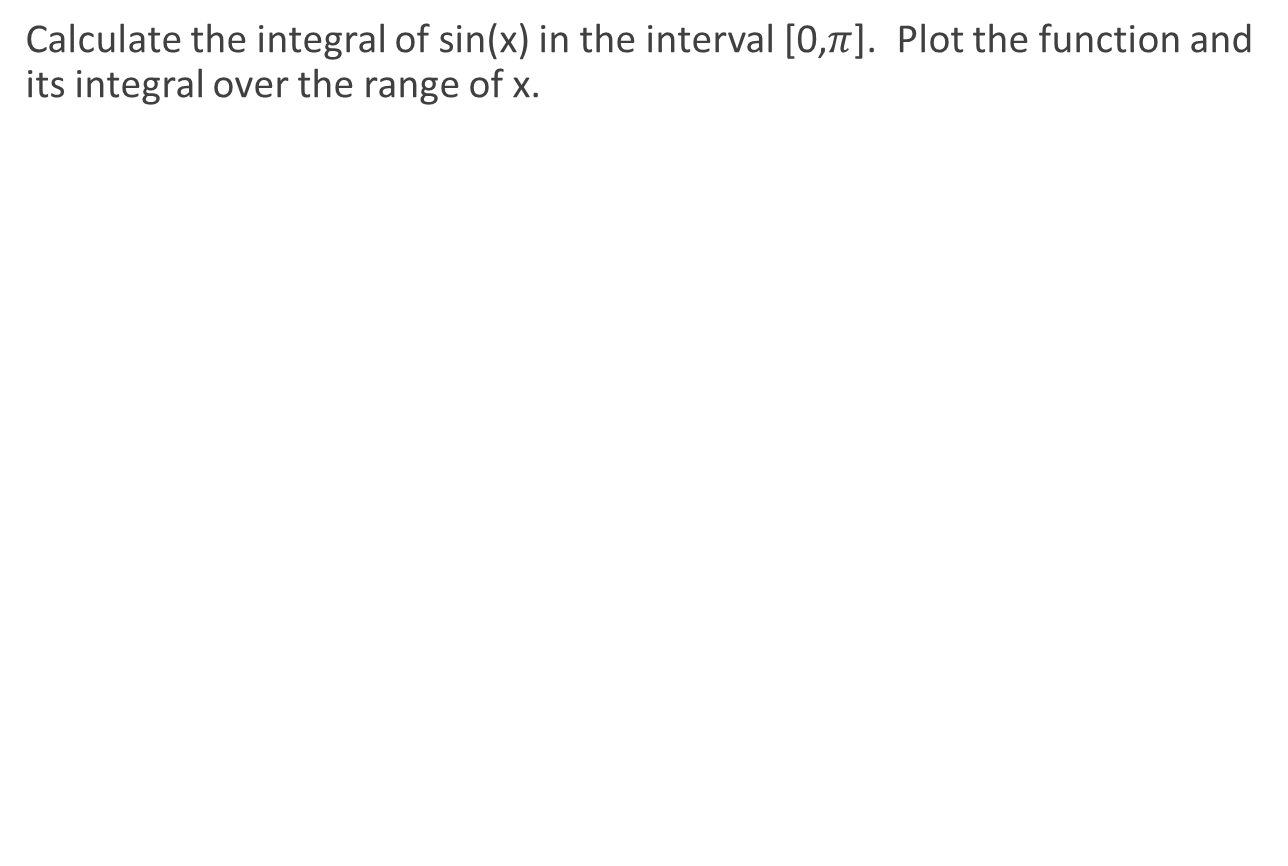 Calculate the integral of sin(x) in the interval [0,π].  Plot the function and
its integral over the range of x.